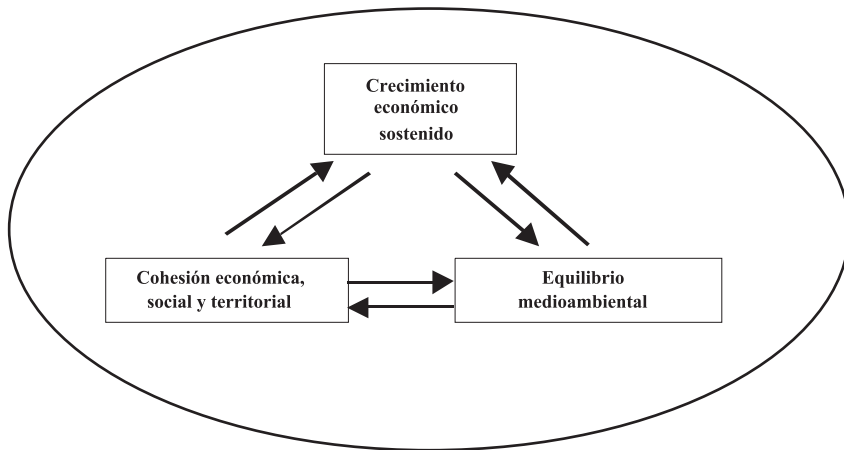 Crecimiento
económico
sostenido
Cohesión económica,
social y territorial
Equilibrio
medioambiental